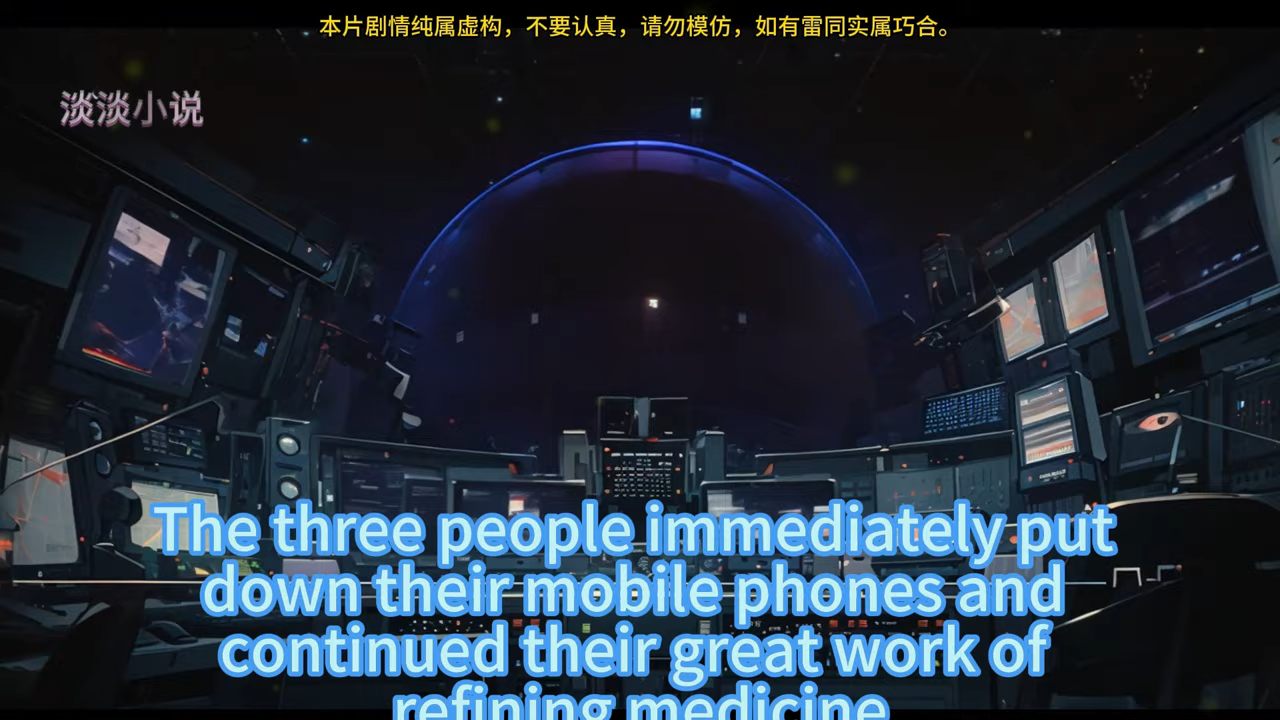 本片剧情纯属虚构，不要认真，请勿模仿，如有雷同实属巧合。
淡淡小说
The three people immediately put
down their mobile phones and
continued their great work of
refining medicine